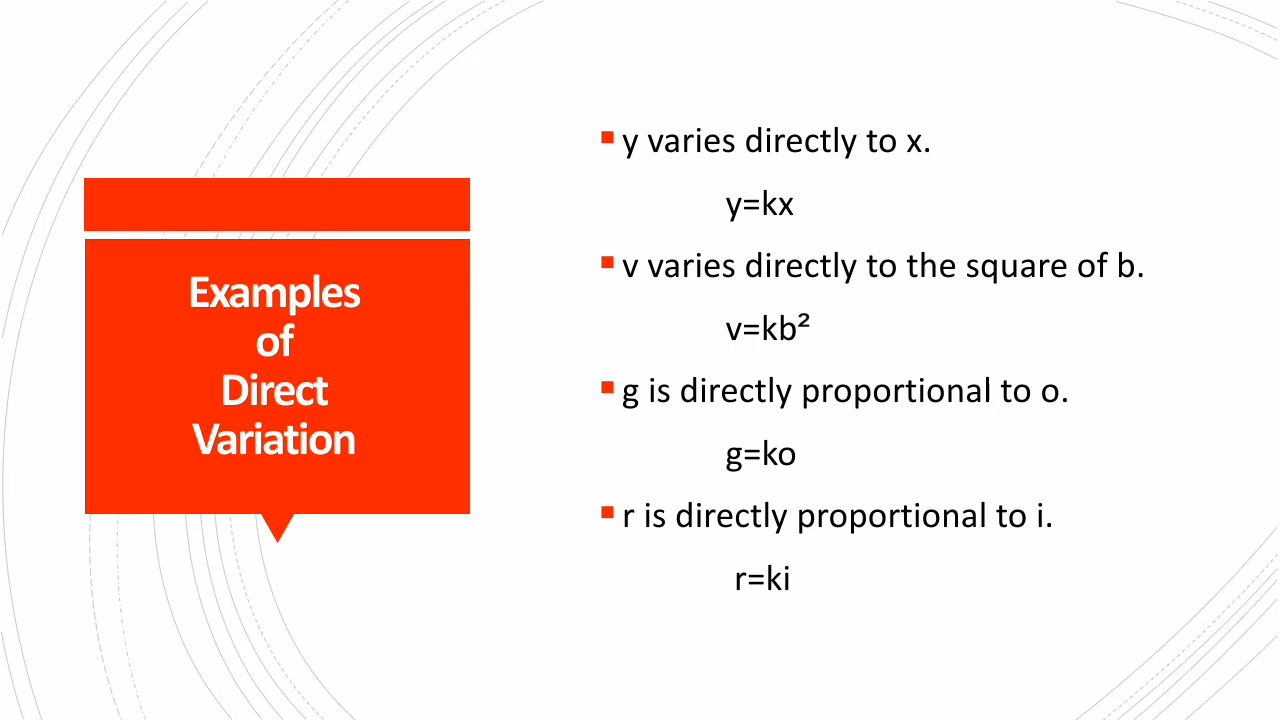 Examples
of
Direct
Variation
y varies directly to x.
y=kx
v varies directly to the square of b.
v=kb²
g is directly proportional to o.
g=ko
r is directly proportional to i.
r=ki